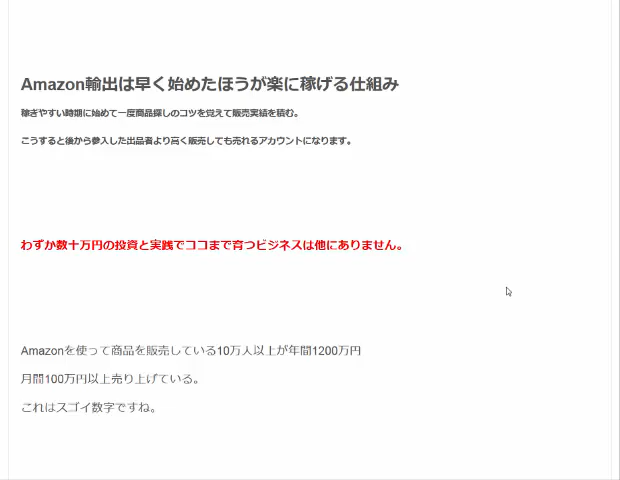 Amazon輸出は早く始めたほうが楽に稼げる仕組み
稼ぎやすい時期に始めて一度商品探しのコツを覚えて販売実績を積む。
こうすると後から参入した出品者より高く販売しても売れるアカウントになります。
わずか数十万円の投資と実践でココまで育つビジネスは他にありません。
Amazonを使って商品を販売している10万人以上が年間1200万円
月間100万円以上売り上げている。
これはスゴイ数字ですね。